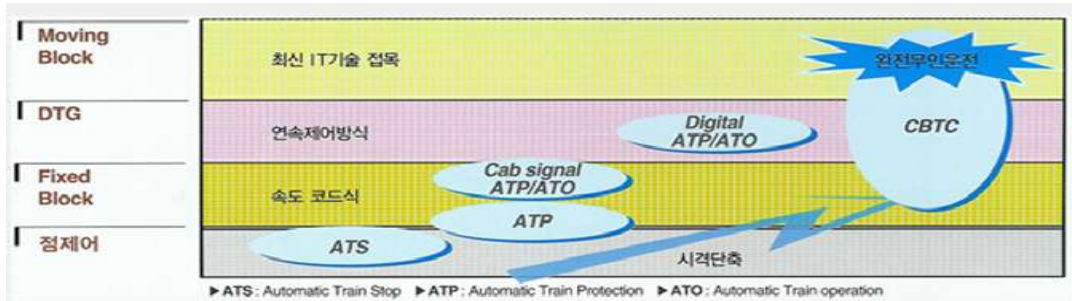 Moving
Block
최신 IT기술 접목
완전무인운전
DTG
연속제어방식
Digital
ATP/ATO
CBTC
Fixed
Block
속도 코드식
Cab signal
ATP/ATO
ATP
점제어
ATS
시격단축
▶ATS : Automatic Train Stop ▶ATP : Automatic Train Protection ▶ATO : Automatic Train operation